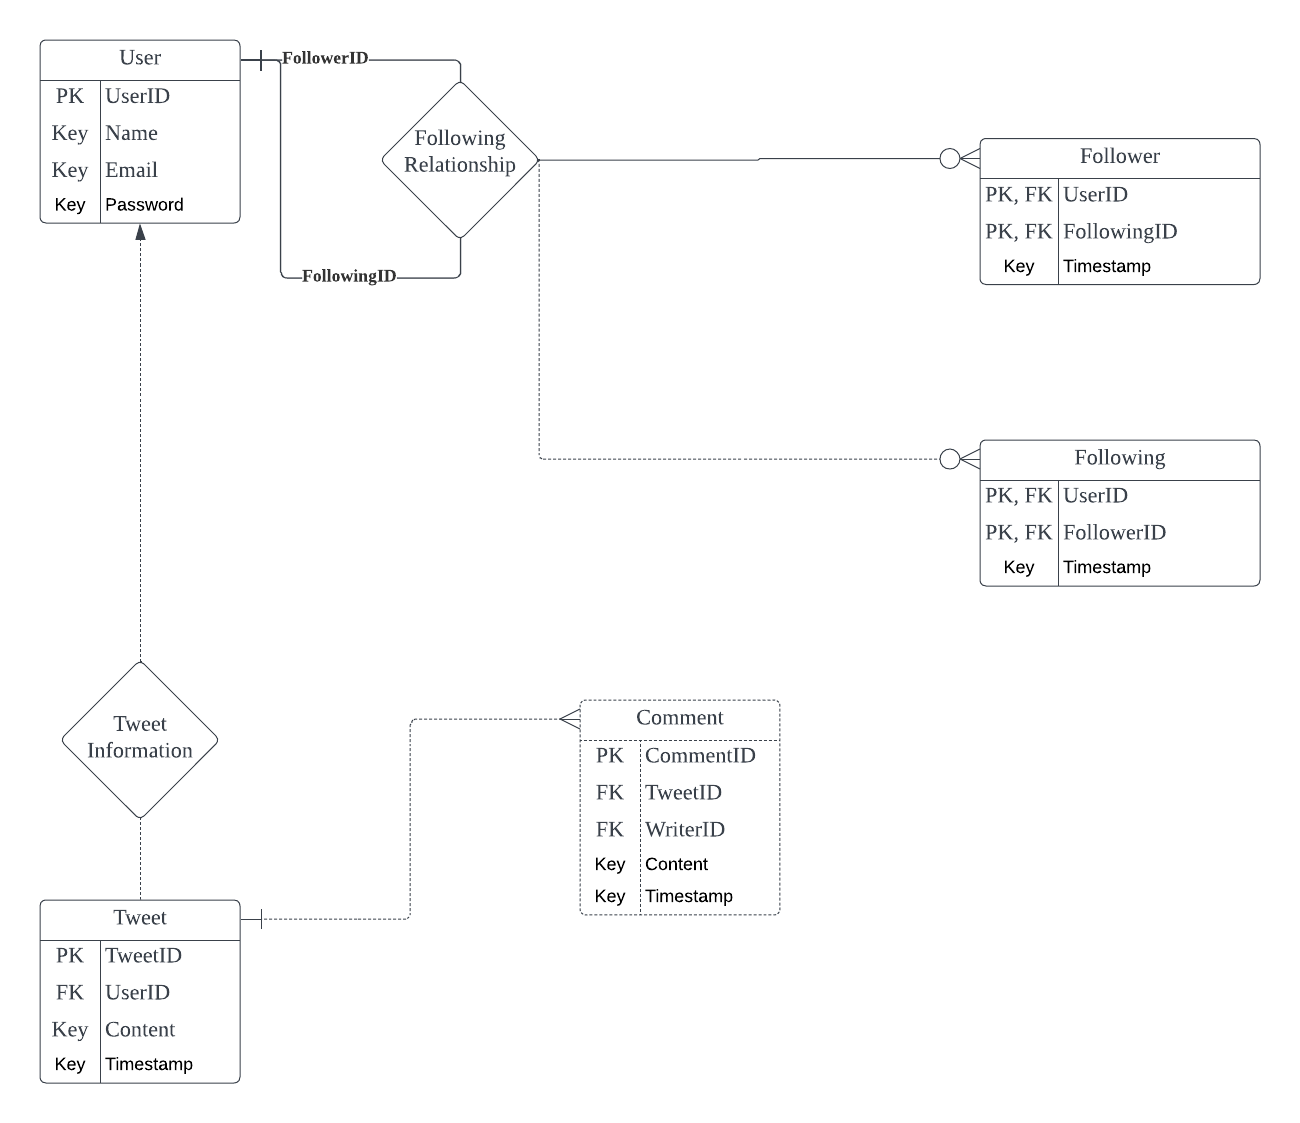 User
PK UserID
Key Name
Key Email
Key Password
FollowerID
Following
Relationship
FollowingID
Follower
PK, FK UserID
PK, FK FollowingID
Key Timestamp
Following
PK, FK UserID
PK, FK FollowerID
Key Timestamp
Tweet
Information
Comment
PK CommentID
FK TweetID
FK WriterID
Key Content
Key Timestamp
Tweet
PK TweetID
FK UserID
Key Content
Key Timestamp